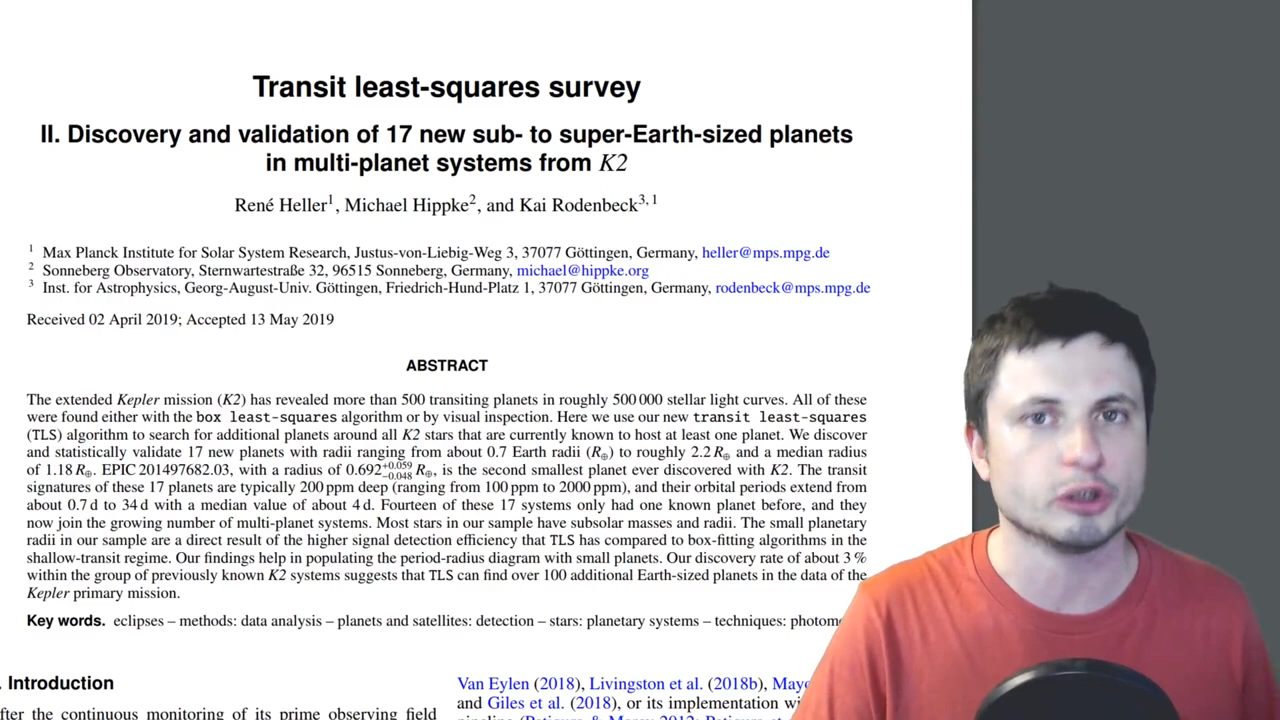 Transit least-squares survey
II. Discovery and validation of 17 new sub- to super-Earth-sized planets
in multi-planet systems from K2
René Heller1, Michael Hippke2, and Kai Rodenbeck3, 1
1 Max Planck Institute for Solar System Research, Justus-von-Liebig-Weg 3, 37077 Göttingen, Germany, heller@mps.mpg.de
2 Sonneberg Observatory, Sternwartestraße 32, 96515 Sonneberg, Germany, michael@hippke.org
3 Inst. for Astrophysics, Georg-August-Univ. Göttingen, Friedrich-Hund-Platz 1, 37077 Göttingen, Germany, rodenbeck@mps.mpg.de
Received 02 April 2019; Accepted 13 May 2019
ABSTRACT
The extended Kepler mission (K2) has revealed more than 500 transiting planets in roughly 500 000 stellar light curves. All of these
were found either with the box least-squares algorithm or by visual inspection. Here we use our new transit least-squares
(TLS) algorithm to search for additional planets around all K2 stars that are currently known to host at least one planet. We discover
and statistically validate 17 new planets with radii ranging from about 0.7 Earth radii (R⊕) to roughly 2.2 R⊕ and a median radius
of 1.18 R⊕. EPIC 201497682.03, with a radius of 0.692+0.059−0.048 R⊕, is the second smallest planet ever discovered with K2. The transit
signatures of these 17 planets are typically 200 ppm deep (ranging from 100 ppm to 2000 ppm), and their orbital periods extend from
about 0.7 d to 34 d with a median value of about 4 d. Fourteen of these 17 systems only had one known planet before, and they
now join the growing number of multi-planet systems. Most stars in our sample have subsolar masses and radii. The small planetary
radii in our sample are a direct result of the higher signal detection efficiency that TLS has compared to box-fitting algorithms in the
shallow-transit regime. Our findings help in populating the period-radius diagram with small planets. Our discovery rate of about 3 %
within the group of previously known K2 systems suggests that TLS can find over 100 additional Earth-sized planets in the data of the
Kepler primary mission.
Key words. eclipses – methods: data analysis – planets and satellites: detection – stars: planetary systems – techniques: photom
. Introduction
fter the continuous monitoring of its prime observing field
Van Eylen (2018), Livingston et al. (2018b), Mayo
and Giles et al. (2018), or its implementation wi